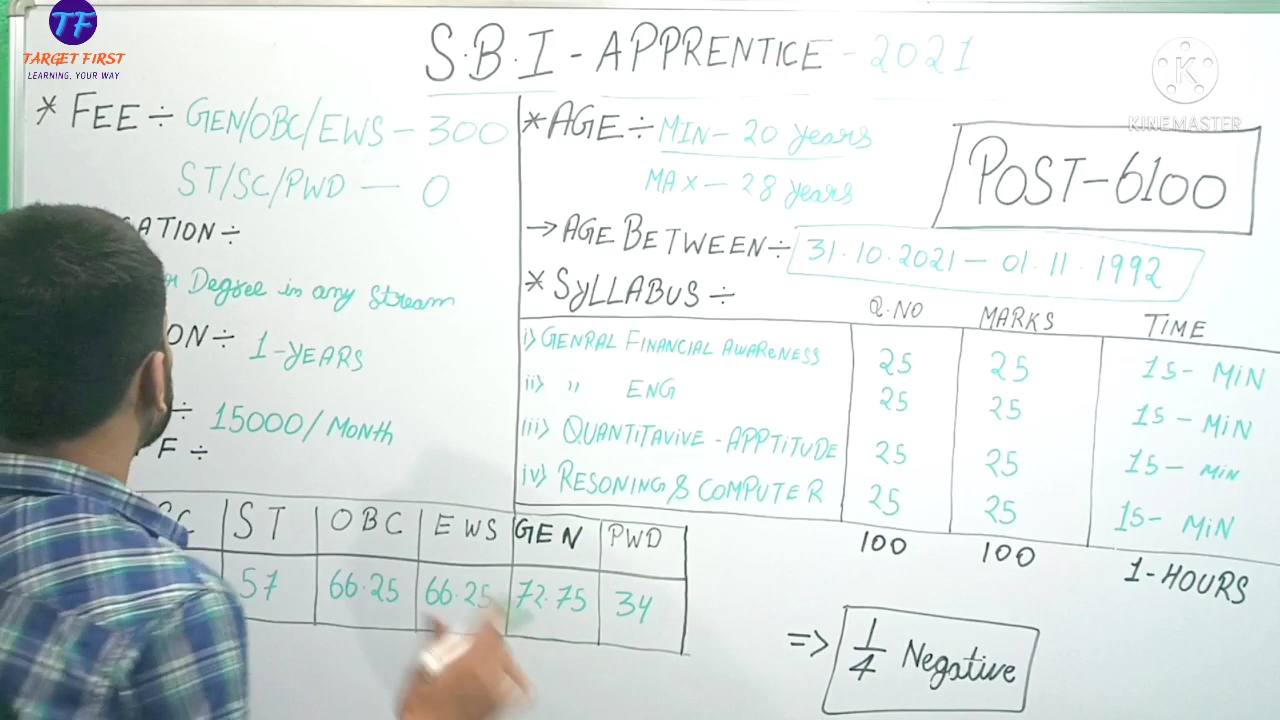 TF
TARGET FIRST
LEARNING, YOUR WAY
S.B.I - APPRENTICE - 2021
K
KINEMASTER
* FEE ÷ GEN/OBC/EWS - 300
ST/SC/PWD — 0
ATION ÷
Degree in any Stream
ON ÷ 1-YEARS
÷ 15000/MONTH
F ÷
ST OBC EWS GEN PWD
57 66.25 66.25 72.75 34
* AGE ÷ MIN - 20 years
MAX - 28 years
POST-6100
→ AGE BETWEEN ÷ 31.10.2021 — 01.11.1992
* SYLLABUS ÷
Q.NO MARKS TIME
i) GENRAL FINANCIAL AWARENESS 25 25 15- MIN
ii) " ENG 25 25 15 - MIN
iii) QUANTITAVIVE - APPTITUDE 25 25 15 - MIN
iv) RESONING & COMPUTER 25 25 15- MIN
100 100 1-HOURS
=> 1/4 Negative